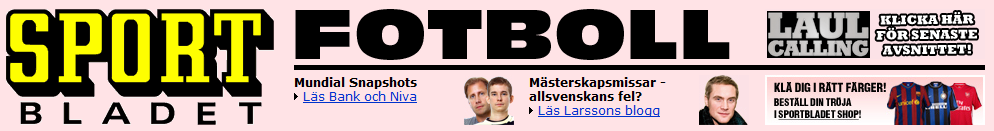 SPORT
BLADET
FOTBOLL
LAUL
CALLING
KLICKA HÄR
FÖR SENASTE
AVSNITTET!
Mundial Snapshots
Läs Bank och Niva
Mästerskapsmissar -
allsvenskans fel?
Läs Larssons blogg
KLÄ DIG I RÄTT FÄRGER!
BESTÄLL DIN TRÖJA
I SPORTBLADET SHOP!
unicef